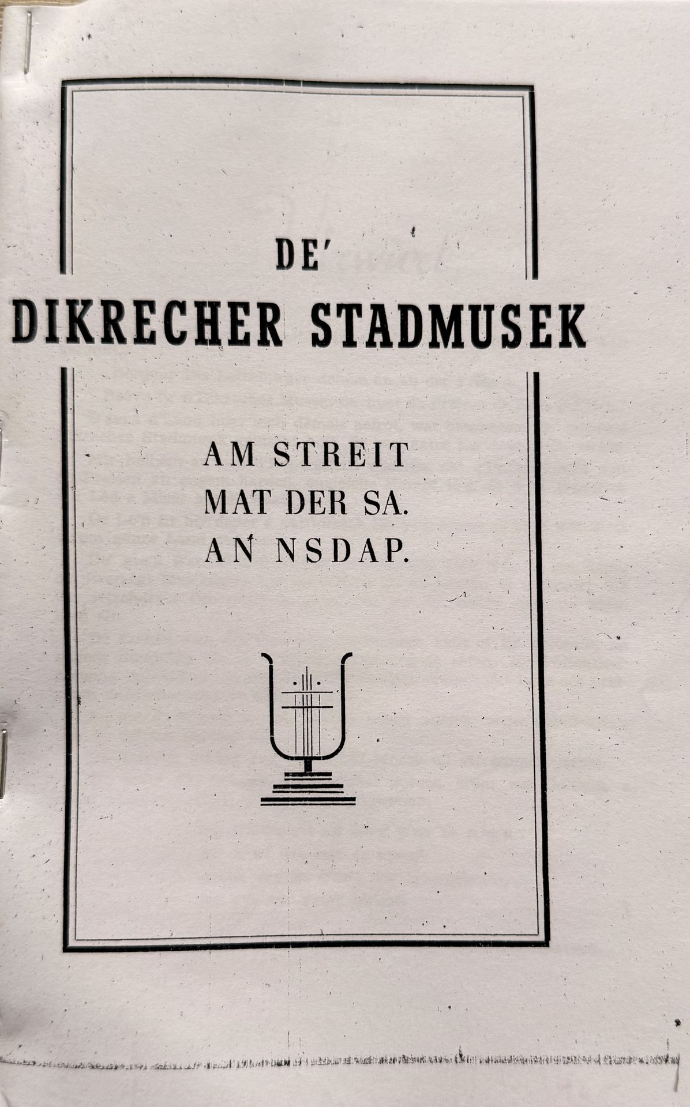 DE'
DIKRECHER STADMUSEK
AM STREIT
MAT DER SA.
AN NSDAP.